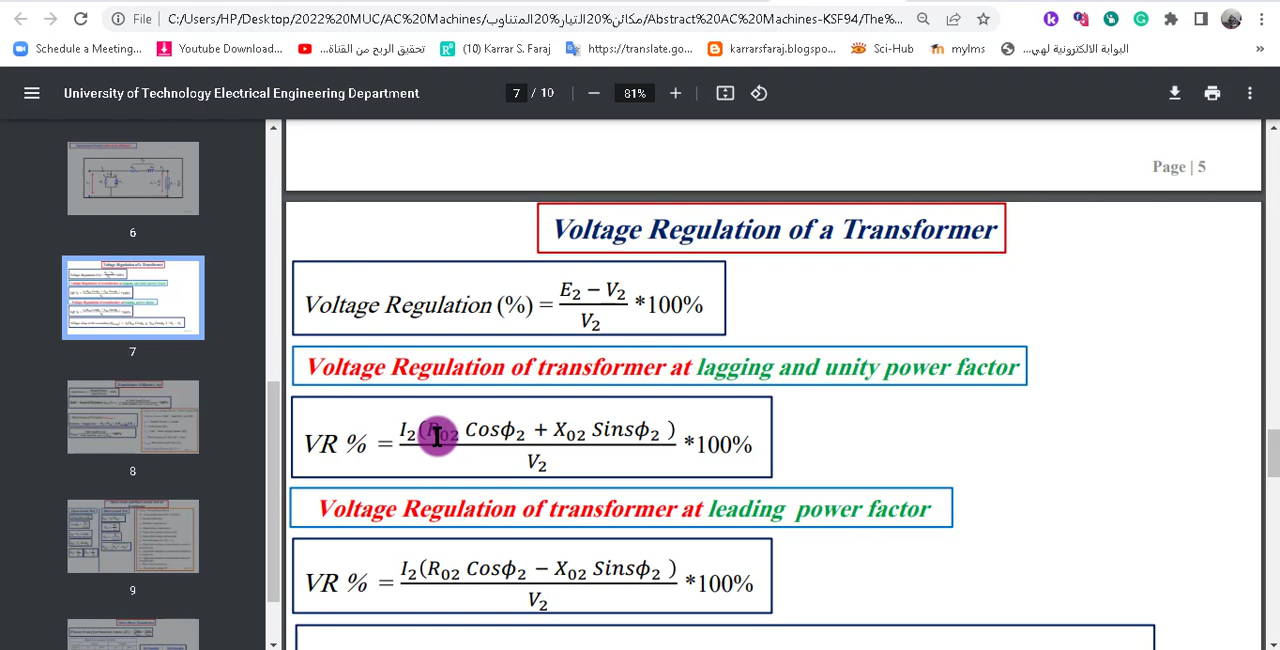 File | C:/Users/HP/Desktop/2022%20MUC/AC%20Machines/مكائن%20التيار%20المتناوب/Abstract%20AC%20Machines-KSF94/The%...
Schedule a Meeting... Youtube Download... تحقيق الربح من القناة... (10) Karrar S. Faraj https://translate.go... karrarsfaraj.blogspo... Sci-Hub mylms البوابة الالكترونية لهي... »
University of Technology Electrical Engineering Department 7 / 10 81%
6
7
8
9
Page | 5
Voltage Regulation of a Transformer
Voltage Regulation (%) = (E₂ − V₂)/V₂ *100%
Voltage Regulation of transformer at lagging and unity power factor
VR % = I₂(R₀₂ Cosϕ₂ + X₀₂ Sinsϕ₂ )/V₂ *100%
Voltage Regulation of transformer at leading power factor
VR % = I₂(R₀₂ Cosϕ₂ − X₀₂ Sinsϕ₂ )/V₂ *100%